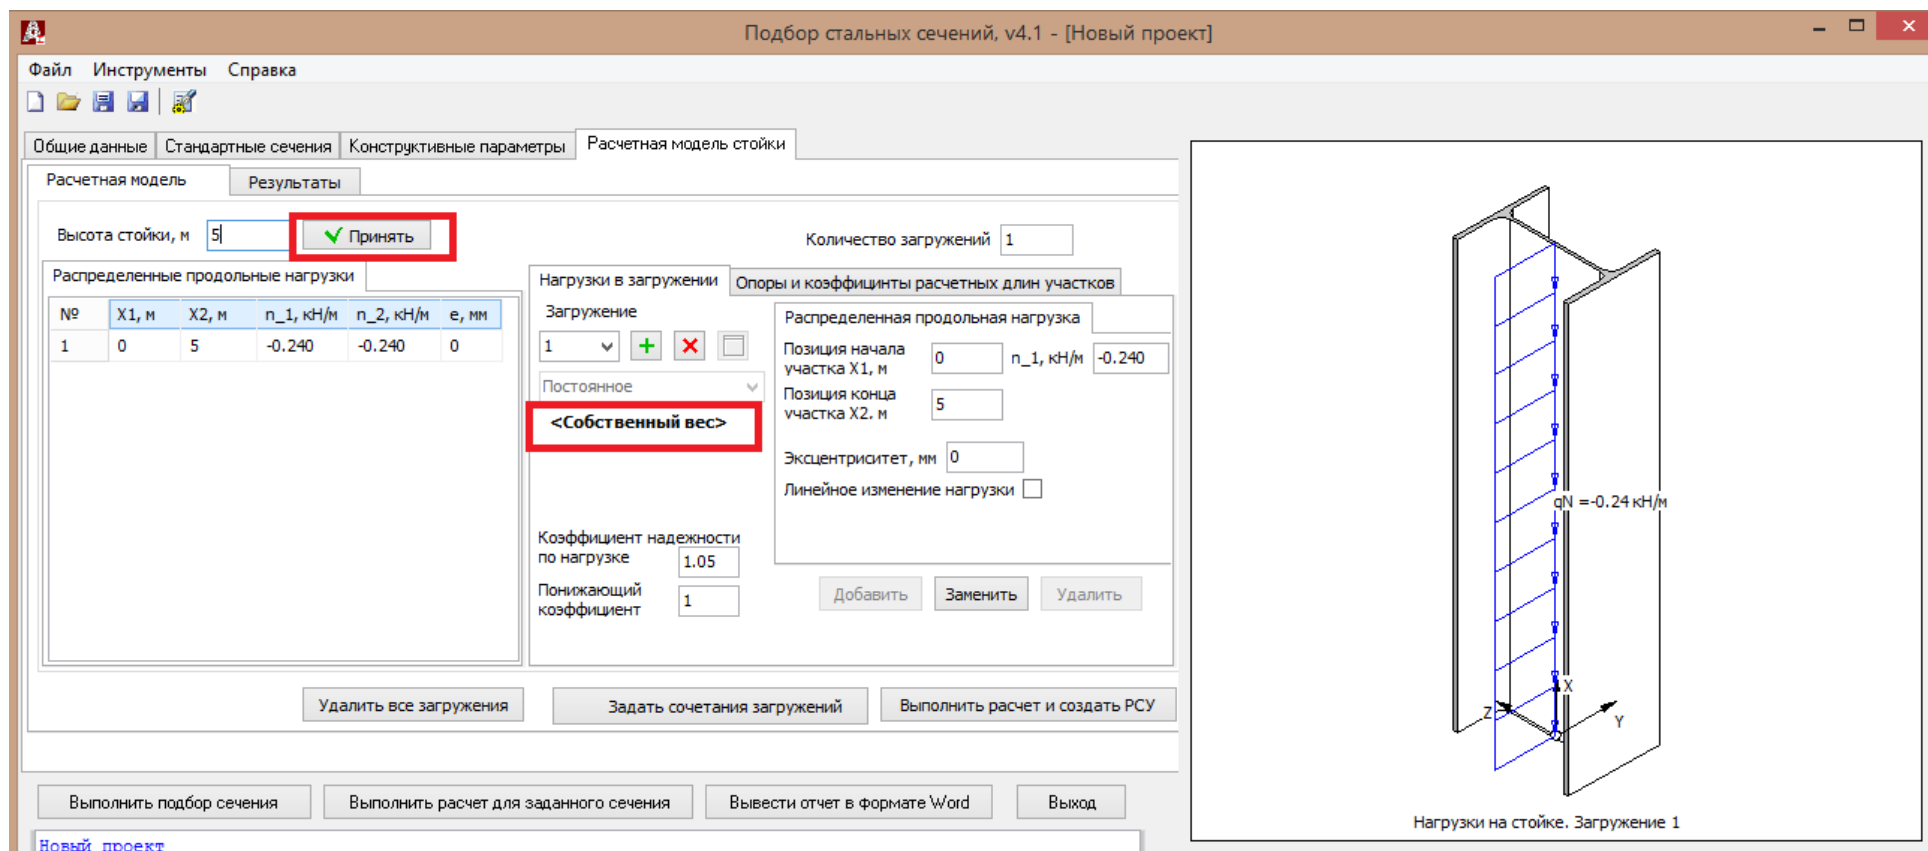 Подбор стальных сечений, v4.1 - [Новый проект]
Файл Инструменты Справка
Общие данные Стандартные сечения Конструктивные параметры Расчетная модель стойки
Расчетная модель Результаты
Высота стойки, м 5 Принять
Количество загружений 1
Распределенные продольные нагрузки
№ X1, м X2, м n_1, кН/м n_2, кН/м e, мм
1 0 5 -0.240 -0.240 0
Нагрузки в загружении Опоры и коэффицинты расчетных длин участков
Загружение
1
Постоянное
<Собственный вес>
Коэффициент надежности
по нагрузке 1.05
Понижающий
коэффициент 1
Распределенная продольная нагрузка
Позиция начала
участка X1, м 0 n_1, кН/м -0.240
Позиция конца
участка X2. м 5
Эксцентриситет, мм 0
Линейное изменение нагрузки
Добавить Заменить Удалить
Удалить все загружения Задать сочетания загружений Выполнить расчет и создать РСУ
Выполнить подбор сечения Выполнить расчет для заданного сечения Вывести отчет в формате Word Выход
Новый проект
qN =-0.24 кН/м
X
Z
Y
Нагрузки на стойке. Загружение 1